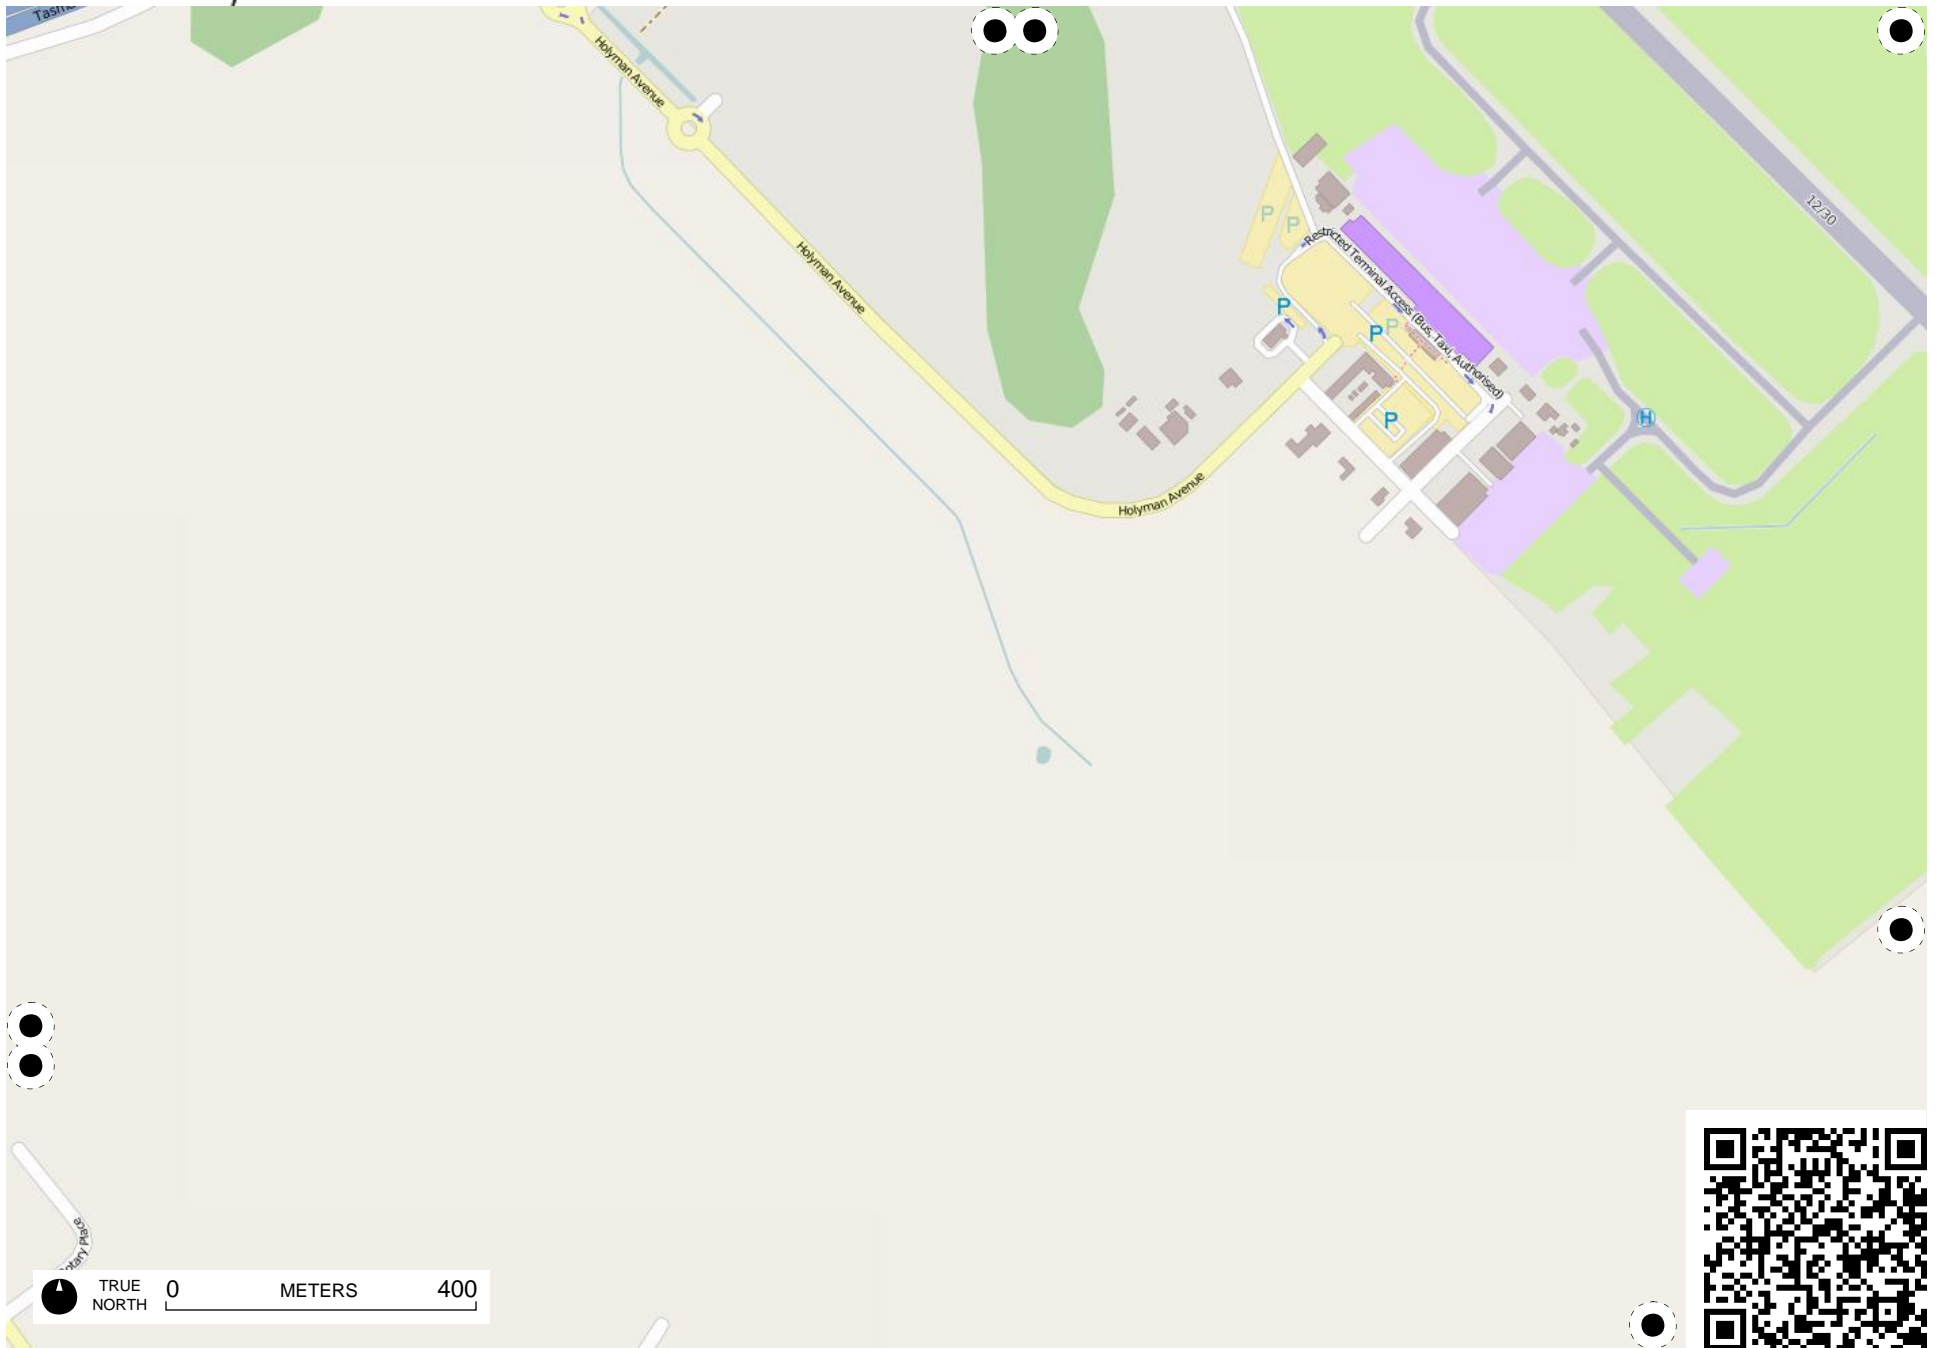 Holyman Avenue
12/30
P
P
Holyman Avenue
Restricted Terminal Access (Bus, Taxi, Authorised)
P
P
P
P
H
Holyman Avenue
TRUE
NORTH
0 METERS 400